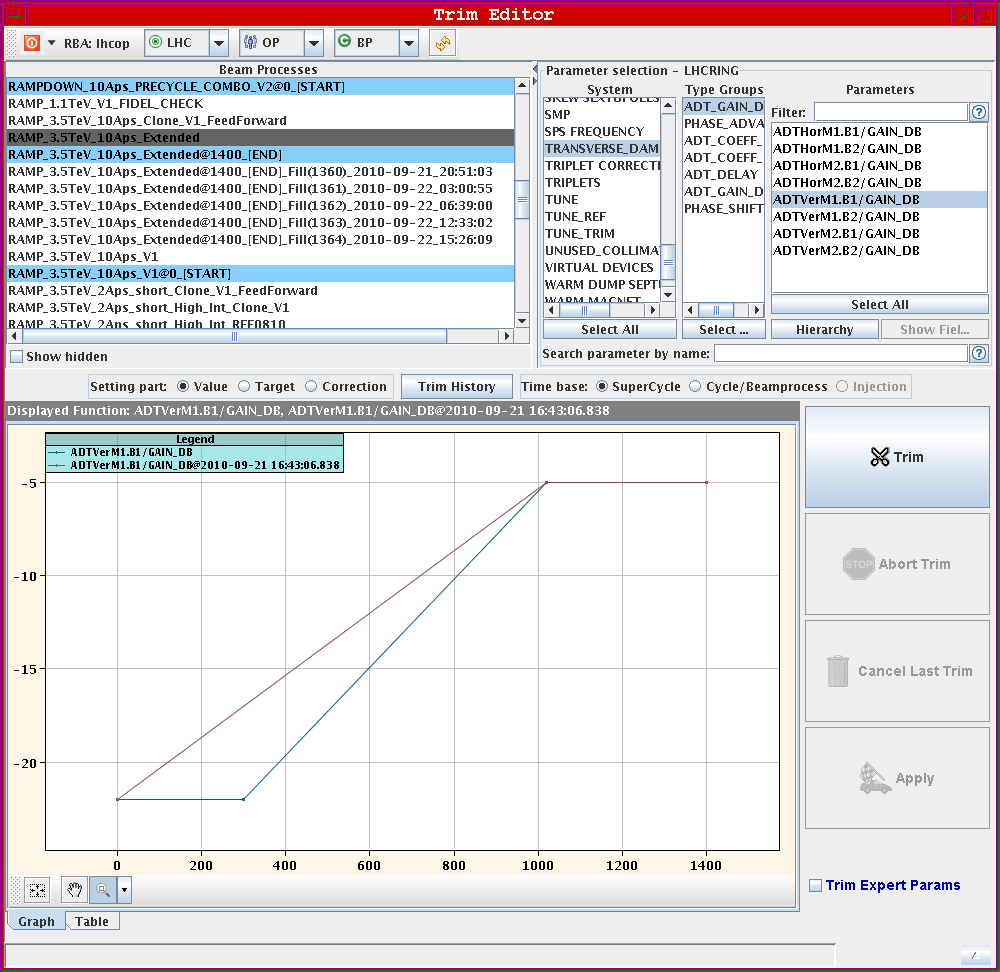 Trim Editor
RBA: lhcop
LHC
OP
BP
Beam Processes
RAMPDOWN_10Aps_PRECYCLE_COMBO_V2@0_[START]
RAMP_1.1TeV_V1_FIDEL_CHECK
RAMP_3.5TeV_10Aps_Clone_V1_FeedForward
RAMP_3.5TeV_10Aps_Extended
RAMP_3.5TeV_10Aps_Extended@1400_[END]
RAMP_3.5TeV_10Aps_Extended@1400_[END]_Fill(1360)_2010-09-21_20:51:03
RAMP_3.5TeV_10Aps_Extended@1400_[END]_Fill(1361)_2010-09-22_03:00:55
RAMP_3.5TeV_10Aps_Extended@1400_[END]_Fill(1362)_2010-09-22_06:39:00
RAMP_3.5TeV_10Aps_Extended@1400_[END]_Fill(1363)_2010-09-22_12:33:02
RAMP_3.5TeV_10Aps_Extended@1400_[END]_Fill(1364)_2010-09-22_15:26:09
RAMP_3.5TeV_10Aps_V1
RAMP_3.5TeV_10Aps_V1@0_[START]
RAMP_3.5TeV_2Aps_short_Clone_V1_FeedForward
RAMP_3.5TeV_2Aps_short_High_Int_Clone_V1
RAMP_3.5TeV_2Aps_short_High_Int_REF0810
Show hidden
Parameter selection - LHCRING
System
SKEW SEXTUPOLES
SMP
SPS FREQUENCY
TRANSVERSE_DAM
TRIPLET CORRECTI
TRIPLETS
TUNE
TUNE_REF
TUNE_TRIM
UNUSED_COLLIMA
VIRTUAL DEVICES
WARM DUMP SEPT
WARM MAGNET
Select All
Type Groups
ADT_GAIN_D
PHASE_ADVA
ADT_COEFF_
ADT_COEFF_
ADT_DELAY
ADT_GAIN_D
PHASE_SHIFT
Select ...
Parameters
Filter:
?
ADTHorM1.B1/GAIN_DB
ADTHorM1.B2/GAIN_DB
ADTHorM2.B1/GAIN_DB
ADTHorM2.B2/GAIN_DB
ADTVerM1.B1/GAIN_DB
ADTVerM1.B2/GAIN_DB
ADTVerM2.B1/GAIN_DB
ADTVerM2.B2/GAIN_DB
Select All
Hierarchy
Show Fiel...
Search parameter by name:
?
Setting part: Value Target Correction
Trim History
Time base: SuperCycle Cycle/Beamprocess Injection
Displayed Function: ADTVerM1.B1/GAIN_DB, ADTVerM1.B1/GAIN_DB@2010-09-21 16:43:06.838
Legend
ADTVerM1.B1/GAIN_DB
ADTVerM1.B1/GAIN_DB@2010-09-21 16:43:06.838
-5
-10
-15
-20
0 200 400 600 800 1000 1200 1400
Trim
STOP
Abort Trim
Cancel Last Trim
Apply
Trim Expert Params
Graph
Table